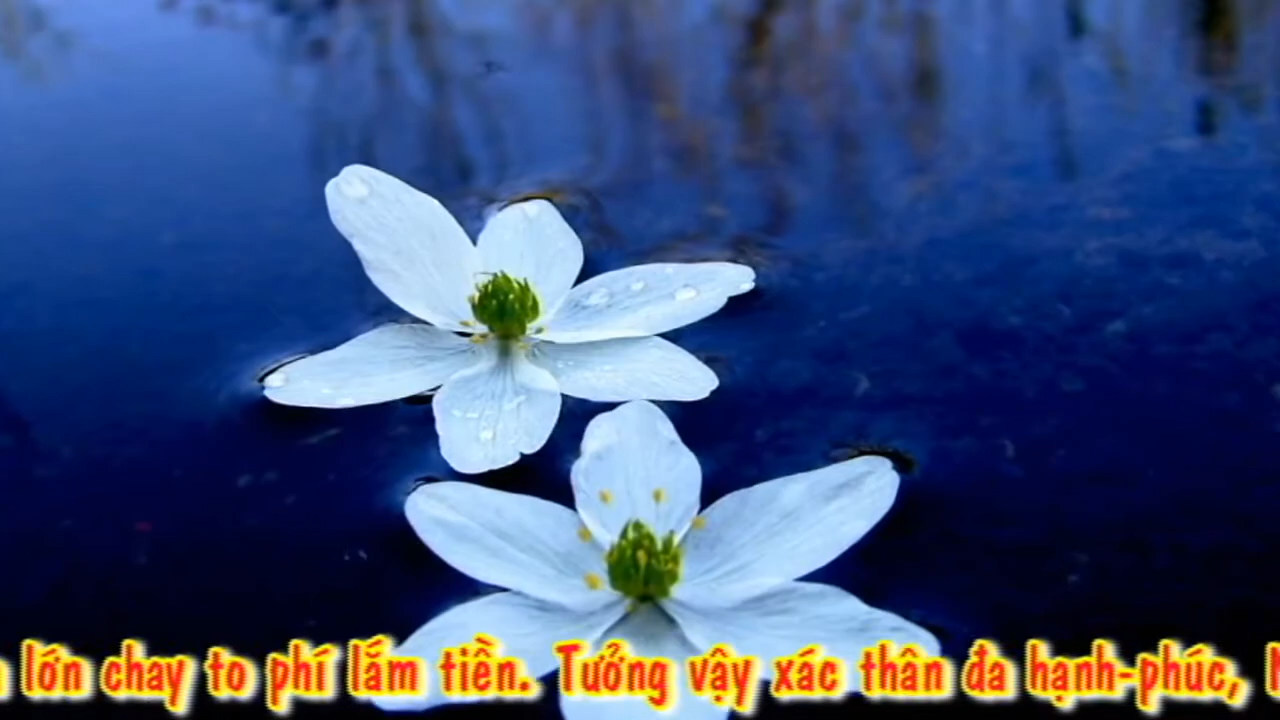 lớn chay to phí lắm tiền. Tưởng vậy xác thân đa hạnh-phúc,